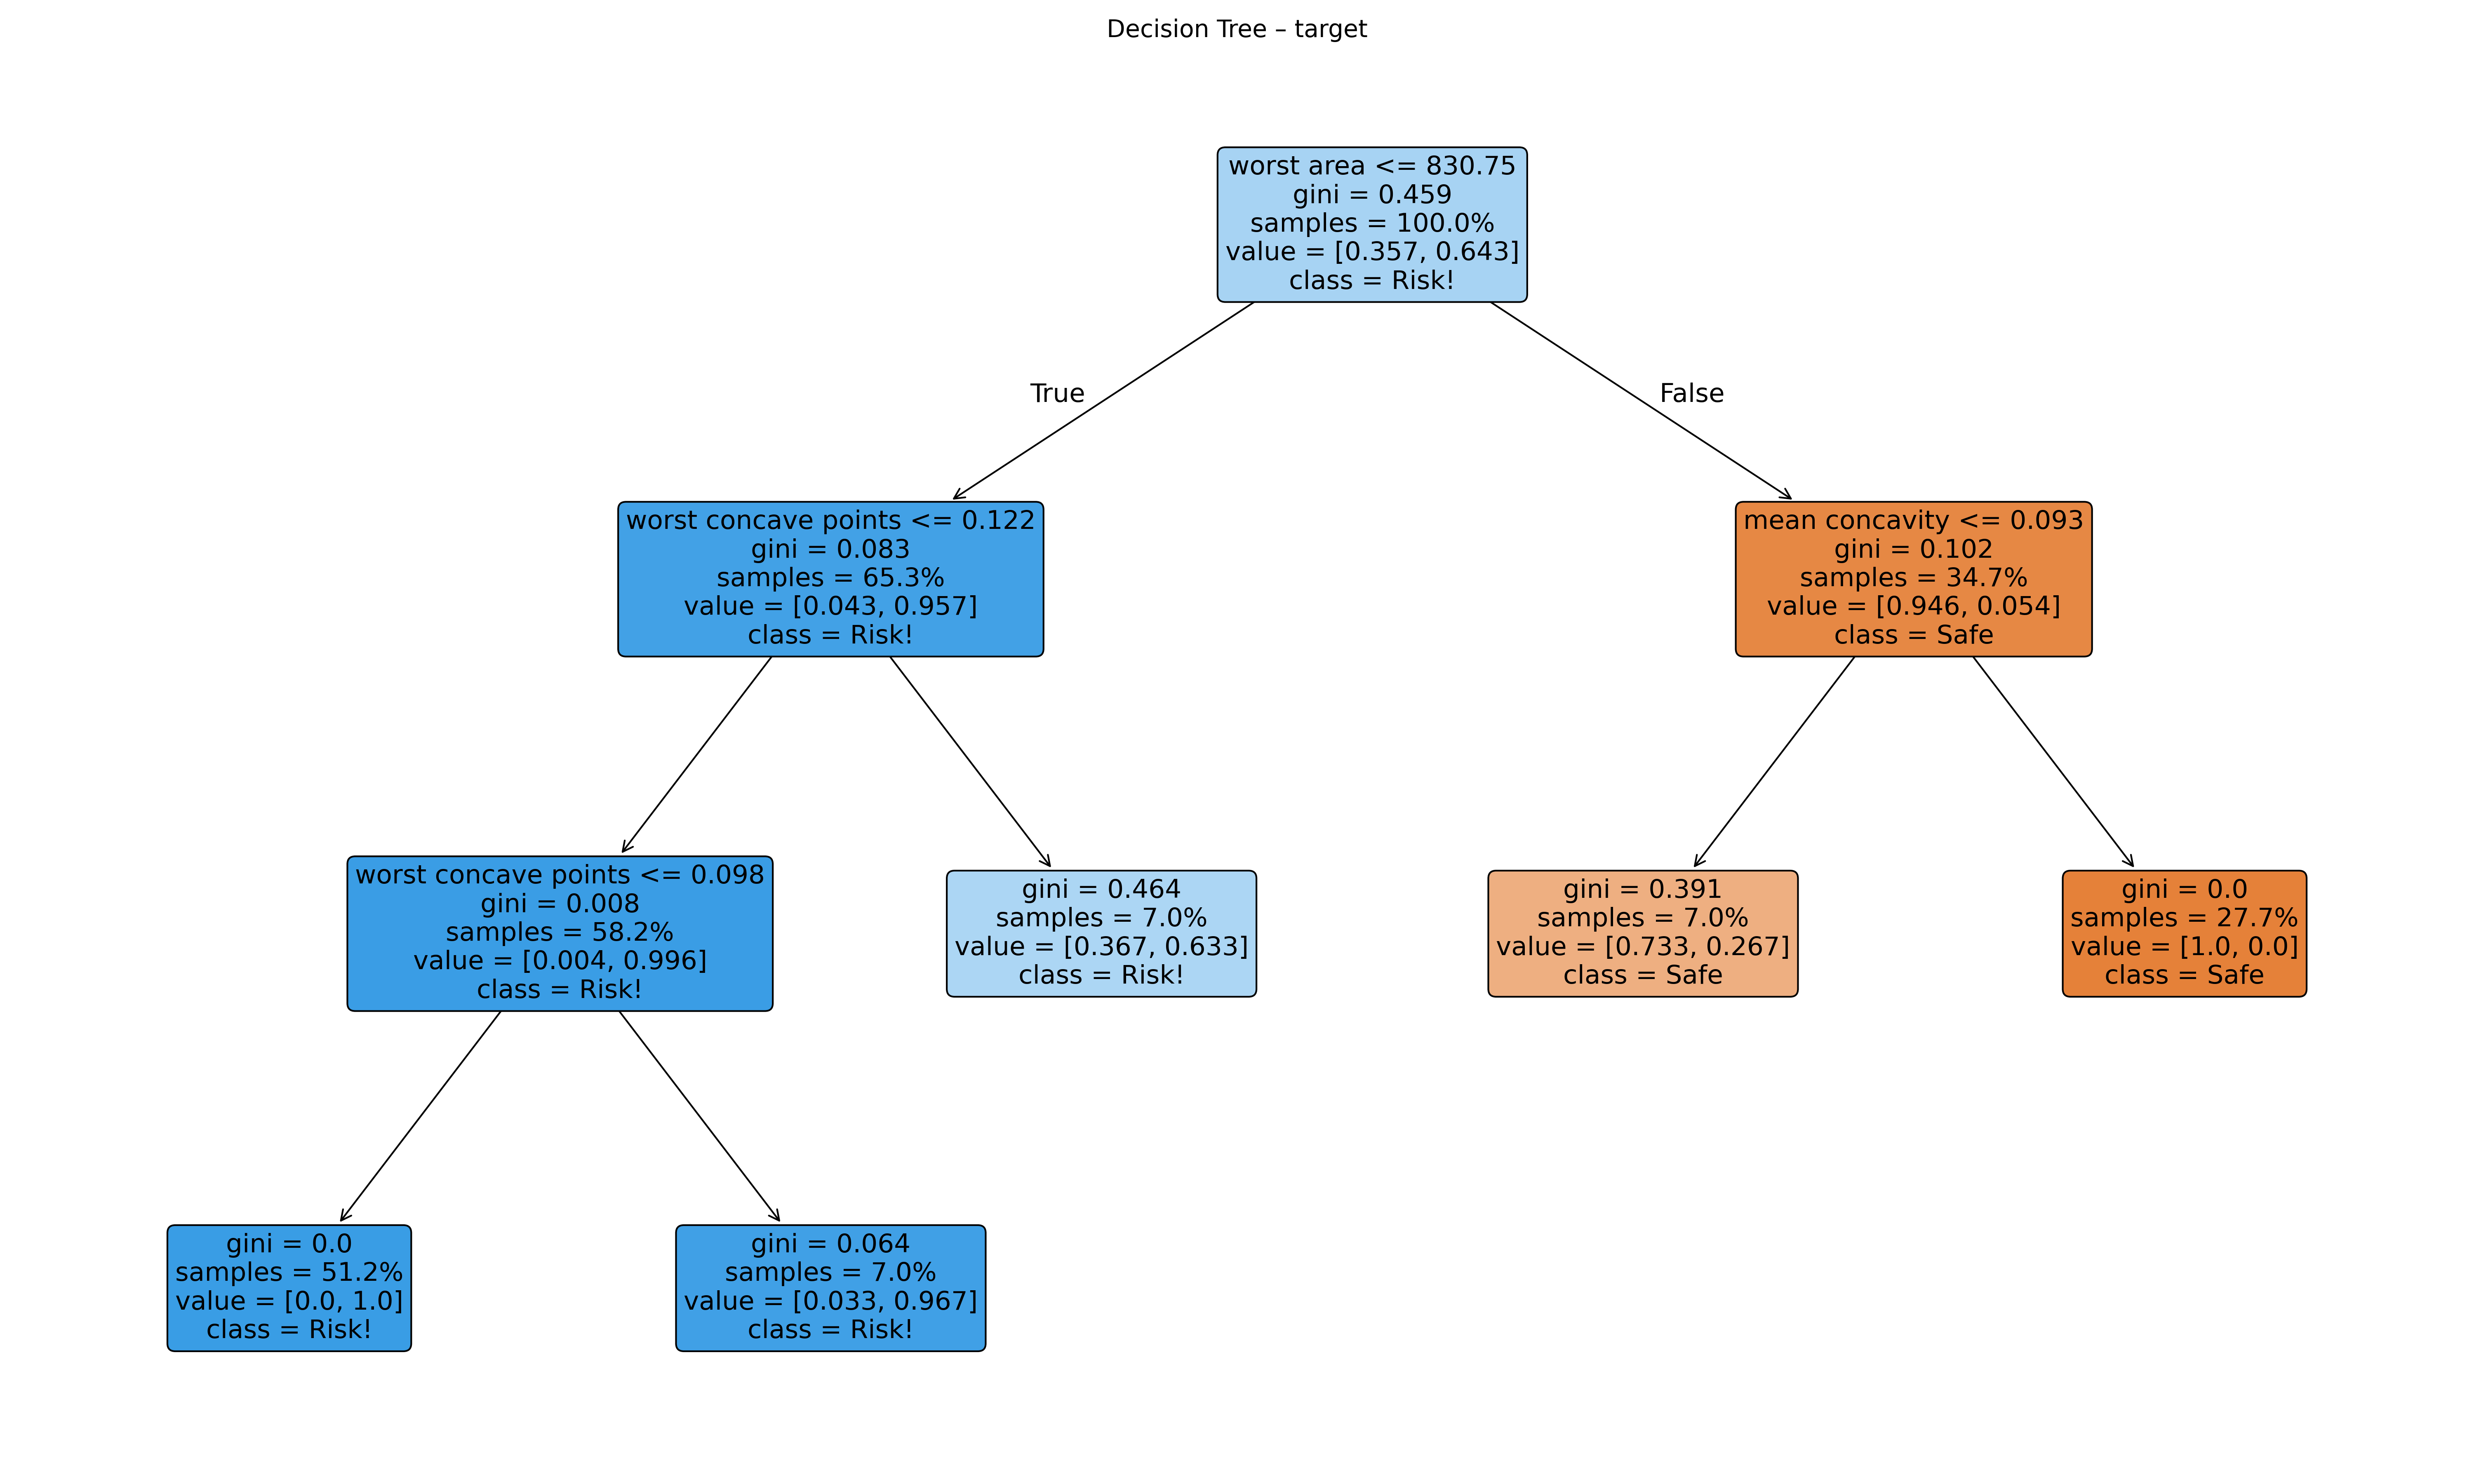 Decision Tree – target
worst area <= 830.75
gini = 0.459
samples = 100.0%
value = [0.357, 0.643]
class = Risk!
True
False
worst concave points <= 0.122
gini = 0.083
samples = 65.3%
value = [0.043, 0.957]
class = Risk!
mean concavity <= 0.093
gini = 0.102
samples = 34.7%
value = [0.946, 0.054]
class = Safe
worst concave points <= 0.098
gini = 0.008
samples = 58.2%
value = [0.004, 0.996]
class = Risk!
gini = 0.464
samples = 7.0%
value = [0.367, 0.633]
class = Risk!
gini = 0.391
samples = 7.0%
value = [0.733, 0.267]
class = Safe
gini = 0.0
samples = 27.7%
value = [1.0, 0.0]
class = Safe
gini = 0.0
samples = 51.2%
value = [0.0, 1.0]
class = Risk!
gini = 0.064
samples = 7.0%
value = [0.033, 0.967]
class = Risk!